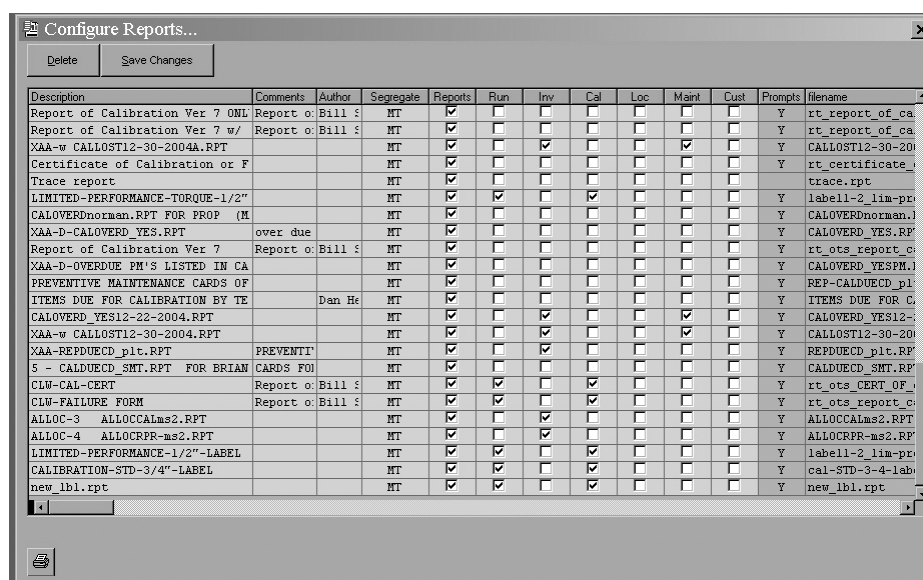 Configure Reports...
Delete Save Changes
Description Comments Author Segregate Reports Run Inv Cal Loc Maint Cust Prompts filename
Report of Calibration Ver 7 ONL Report o: Bill S MT Y rt_report_of_ca
Report of Calibration Ver 7 w/ Report o: Bill S MT Y rt_report_of_ca
XAA-w CALLOST12-30-2004A.RPT MT Y CALLOST12-30-20
Certificate of Calibration or F MT Y rt_certificate_
Trace report MT trace.rpt
LIMITED-PERFORMANCE-TORQUE-1/2" MT Y label1-2_lim-pr
CALOVERDnorman.RPT FOR PROP (M MT Y CALOVERDnorman.
XAA-D-CALOVERD_YES.RPT over due MT Y CALOVERD_YES.RP
Report of Calibration Ver 7 Report o: Bill S MT Y rt_ots_report_c
XAA-D-OVERDUE PM'S LISTED IN CA MT Y CALOVERD_YESPM.
PREVENTIVE MAINTENANCE CARDS OF MT Y REP-CALDUECD_pl
ITEMS DUE FOR CALIBRATION BY TE Dan He MT Y ITEMS DUE FOR C
CALOVERD_YES12-22-2004.RPT MT Y CALOVERD_YES12-
XAA-w CALLOST12-30-2004.RPT MT Y CALLOST12-30-20
XAA-REPDUECD_plt.RPT PREVENTI MT Y REPDUECD_plt.RP
5 - CALDUECD_SMT.RPT FOR BRIAN CARDS FOR MT Y CALDUECD_SMT.RP
CLW-CAL-CERT Report o: Bill S MT Y rt_ots_CERT_OF_
CLW-FAILURE FORM Report o: Bill S MT Y rt_ots_report_c
ALLOC-3 ALLOCCALms2.RPT MT Y ALLOCCALms2.RPT
ALLOC-4 ALLOCRPR-ms2.RPT MT Y ALLOCRPR-ms2.RP
LIMITED-PERFORMANCE-1/2"-LABEL MT Y label1-2_lim-pr
CALIBRATION-STD-3/4"-LABEL MT Y cal-STD-3-4-lab
new_lbl.rpt MT Y new_lbl.rpt